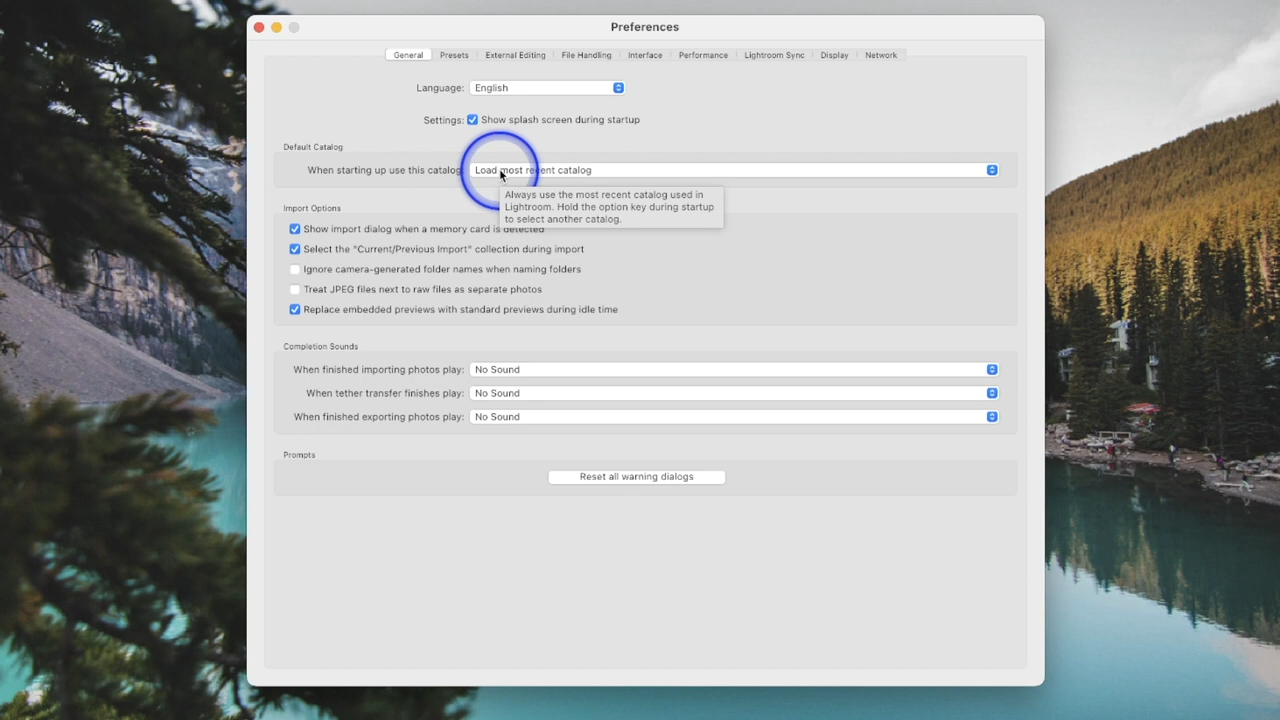 Preferences
General Presets External Editing File Handling Interface Performance Lightroom Sync Display Network
Language: English
Settings: Show splash screen during startup
Default Catalog
When starting up use this catalog: Load most recent catalog
Always use the most recent catalog used in
Lightroom. Hold the option key during startup
to select another catalog.
Import Options
Show import dialog when a memory card is detected
Select the "Current/Previous Import" collection during import
Ignore camera-generated folder names when naming folders
Treat JPEG files next to raw files as separate photos
Replace embedded previews with standard previews during idle time
Completion Sounds
When finished importing photos play: No Sound
When tether transfer finishes play: No Sound
When finished exporting photos play: No Sound
Prompts
Reset all warning dialogs